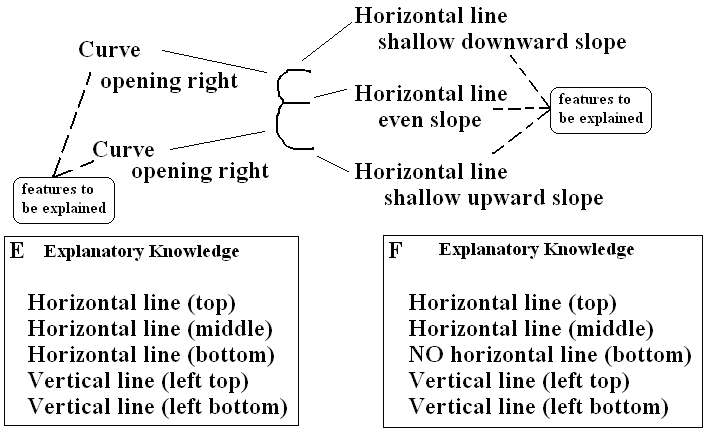 Horizontal line
shallow downward slope
Curve
opening right
Horizontal line
even slope
features to
be explained
Curve
opening right
Horizontal line
shallow upward slope
features to
be explained
E Explanatory Knowledge
Horizontal line (top)
Horizontal line (middle)
Horizontal line (bottom)
Vertical line (left top)
Vertical line (left bottom)
F Explanatory Knowledge
Horizontal line (top)
Horizontal line (middle)
NO horizontal line (bottom)
Vertical line (left top)
Vertical line (left bottom)